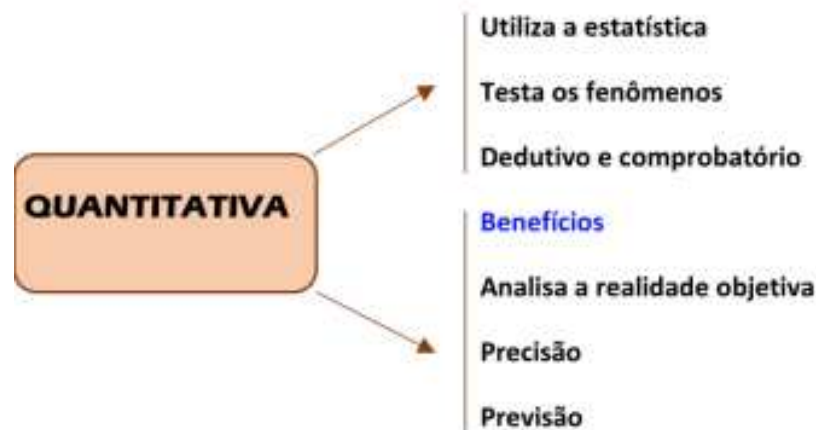 QUANTITATIVA
Utiliza a estatística
Testa os fenômenos
Dedutivo e comprobatório
Benefícios
Analisa a realidade objetiva
Precisão
Previsão